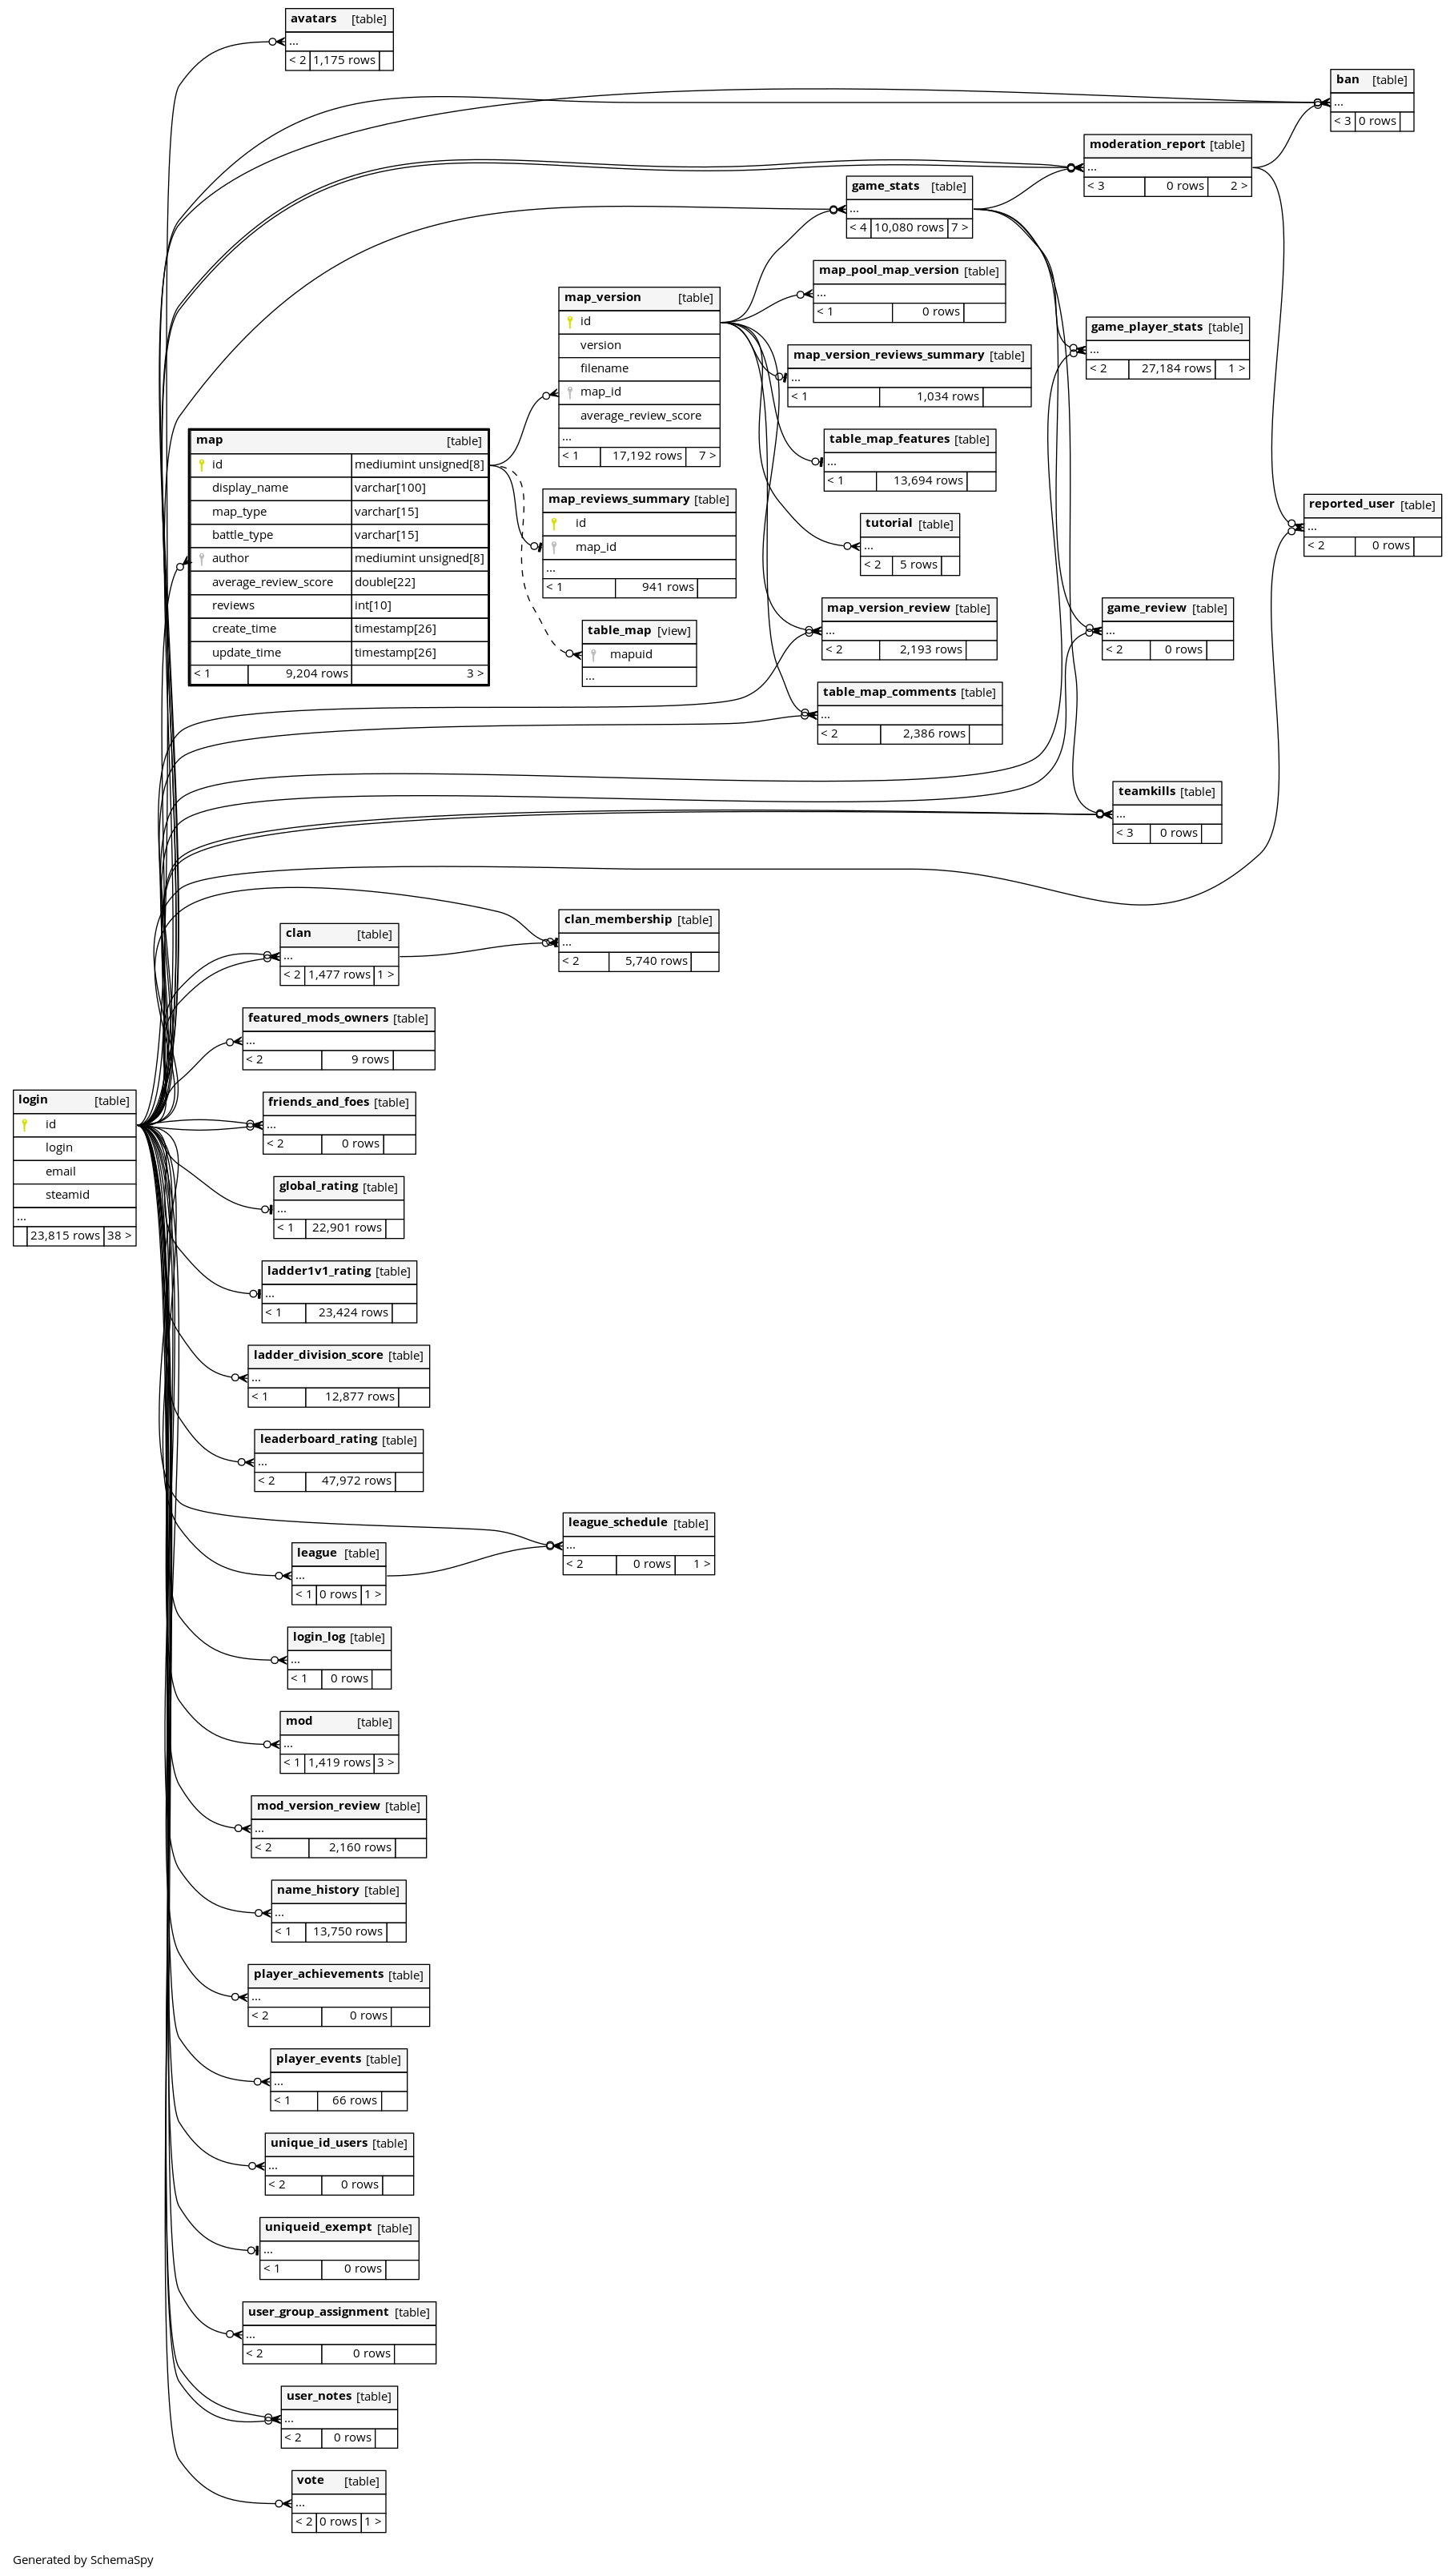 avatars [table]
...
< 2 1,175 rows
ban [table]
...
< 3 0 rows
moderation_report [table]
...
< 3 0 rows 2 >
game_stats [table]
...
< 4 10,080 rows 7 >
map_pool_map_version [table]
...
< 1 0 rows
map_version [table]
id
version
filename
map_id
average_review_score
...
< 1 17,192 rows 7 >
game_player_stats [table]
...
< 2 27,184 rows 1 >
map_version_reviews_summary [table]
...
< 1 1,034 rows
map [table]
id mediumint unsigned[8]
display_name varchar[100]
map_type varchar[15]
battle_type varchar[15]
author mediumint unsigned[8]
average_review_score double[22]
reviews int[10]
create_time timestamp[26]
update_time timestamp[26]
< 1 9,204 rows 3 >
table_map_features [table]
...
< 1 13,694 rows
map_reviews_summary [table]
id
map_id
...
< 1 941 rows
reported_user [table]
...
< 2 0 rows
tutorial [table]
...
< 2 5 rows
map_version_review [table]
...
< 2 2,193 rows
game_review [table]
...
< 2 0 rows
table_map [view]
mapuid
...
table_map_comments [table]
...
< 2 2,386 rows
teamkills [table]
...
< 3 0 rows
clan_membership [table]
...
< 2 5,740 rows
clan [table]
...
< 2 1,477 rows 1 >
featured_mods_owners [table]
...
< 2 9 rows
login [table]
id
login
email
steamid
...
23,815 rows 38 >
friends_and_foes [table]
...
< 2 0 rows
global_rating [table]
...
< 1 22,901 rows
ladder1v1_rating [table]
...
< 1 23,424 rows
ladder_division_score [table]
...
< 1 12,877 rows
leaderboard_rating [table]
...
< 2 47,972 rows
league_schedule [table]
...
< 2 0 rows 1 >
league [table]
...
< 1 0 rows 1 >
login_log [table]
...
< 1 0 rows
mod [table]
...
< 1 1,419 rows 3 >
mod_version_review [table]
...
< 2 2,160 rows
name_history [table]
...
< 1 13,750 rows
player_achievements [table]
...
< 2 0 rows
player_events [table]
...
< 1 66 rows
unique_id_users [table]
...
< 2 0 rows
uniqueid_exempt [table]
...
< 1 0 rows
user_group_assignment [table]
...
< 2 0 rows
user_notes [table]
...
< 2 0 rows
vote [table]
...
< 2 0 rows 1 >
Generated by SchemaSpy